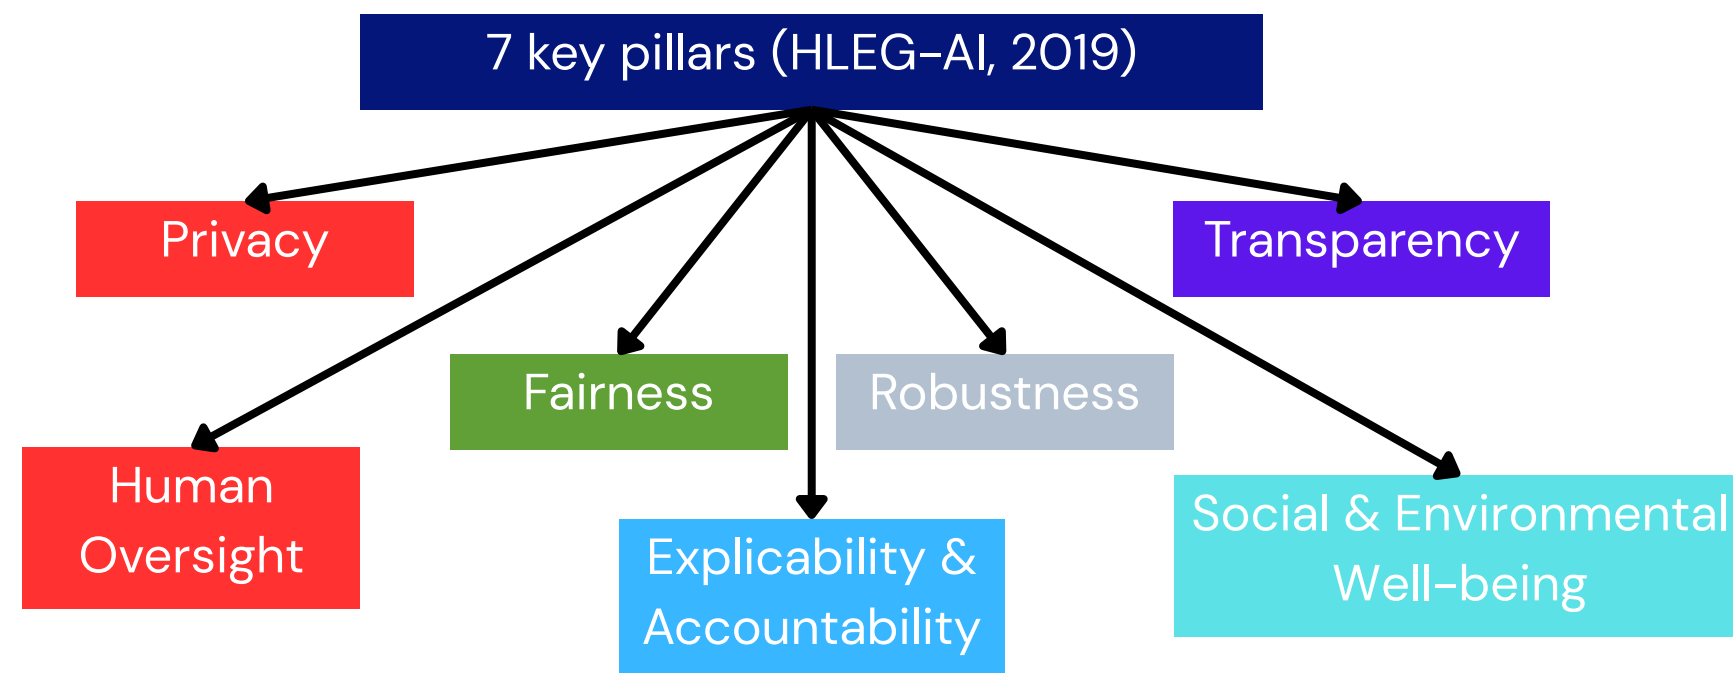 7 key pillars (HLEG-AI, 2019)
Privacy
Transparency
Fairness
Robustness
Human
Oversight
Social & Environmental
Well-being
Explicability &
Accountability